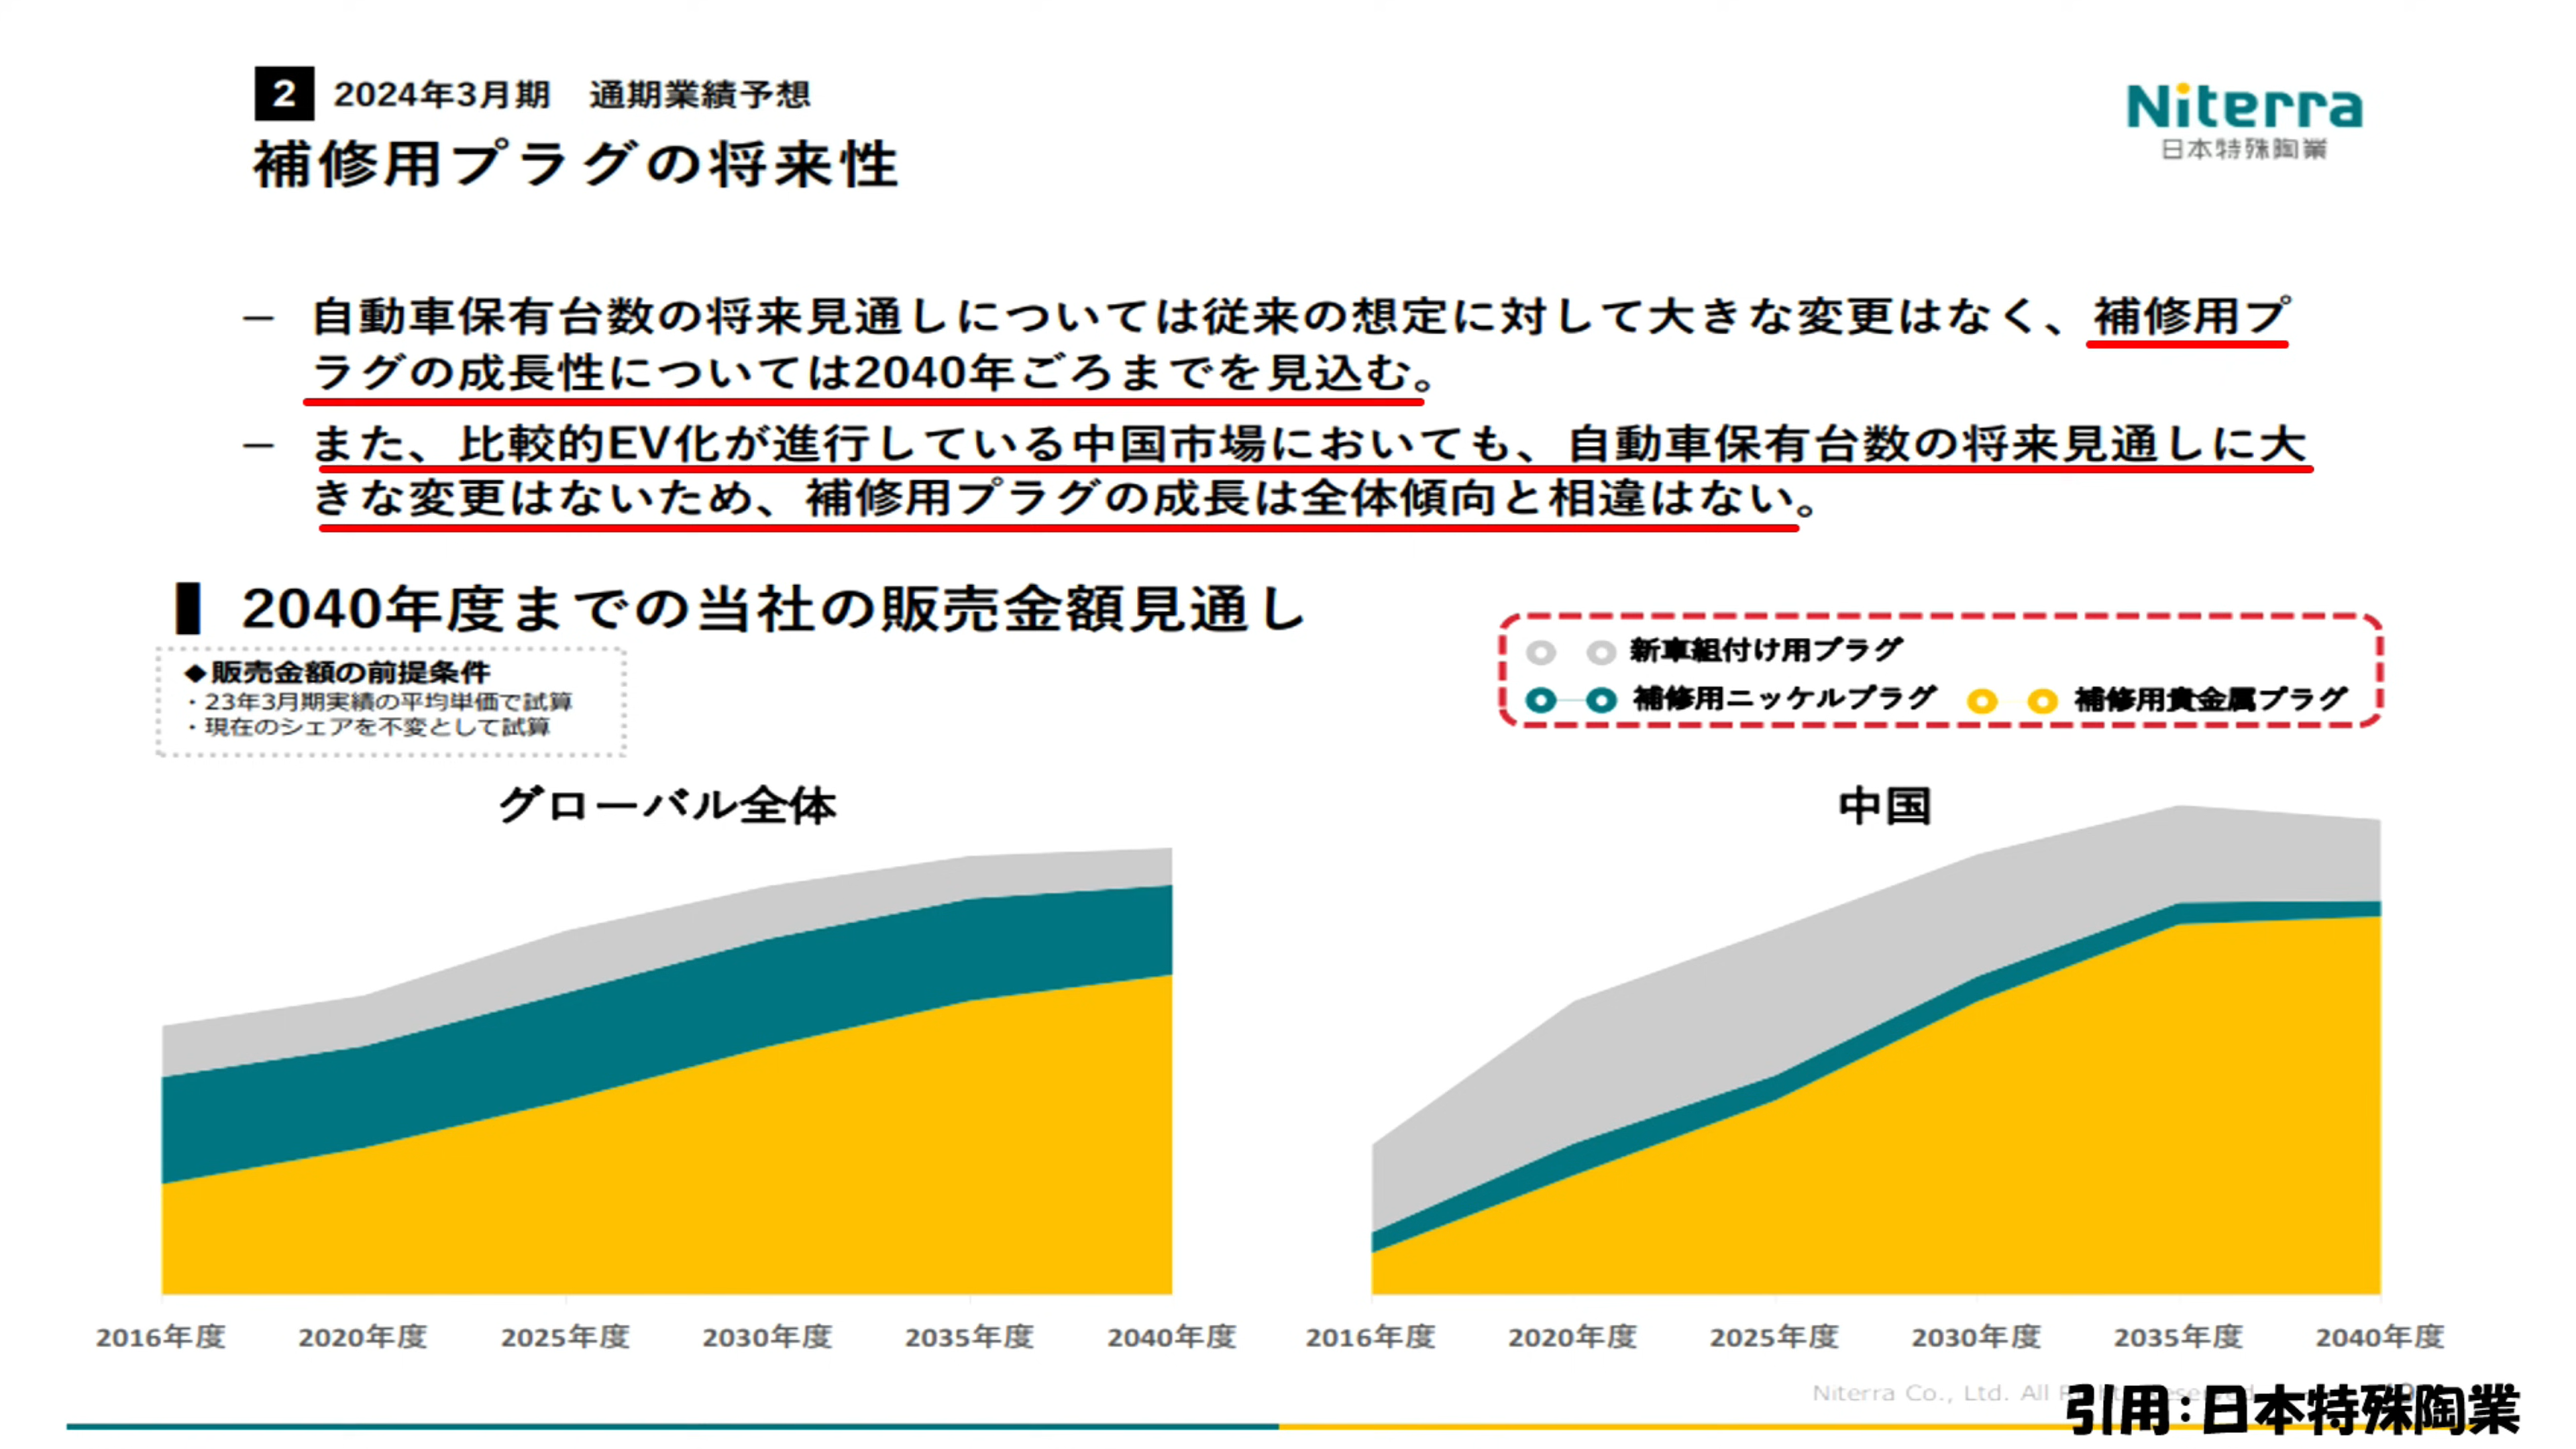 2 2024年3月期 通期業績予想
補修用プラグの将来性
Niterra
日本特殊陶業
– 自動車保有台数の将来見通しについては従来の想定に対して大きな変更はなく、補修用プ
ラグの成長性については2040年ごろまでを見込む。
– また、比較的EV化が進行している中国市場においても、自動車保有台数の将来見通しに大
きな変更はないため、補修用プラグの成長は全体傾向と相違はない。
2040年度までの当社の販売金額見通し
◆販売金額の前提条件
・23年3月期実績の平均単価で試算
・現在のシェアを不変として試算
新車組付け用プラグ
補修用ニッケルプラグ 補修用貴金属プラグ
グローバル全体
中国
2016年度 2020年度 2025年度 2030年度 2035年度 2040年度
2016年度 2020年度 2025年度 2030年度 2035年度 2040年度
Niterra Co., Ltd. All
引用:日本特殊陶業